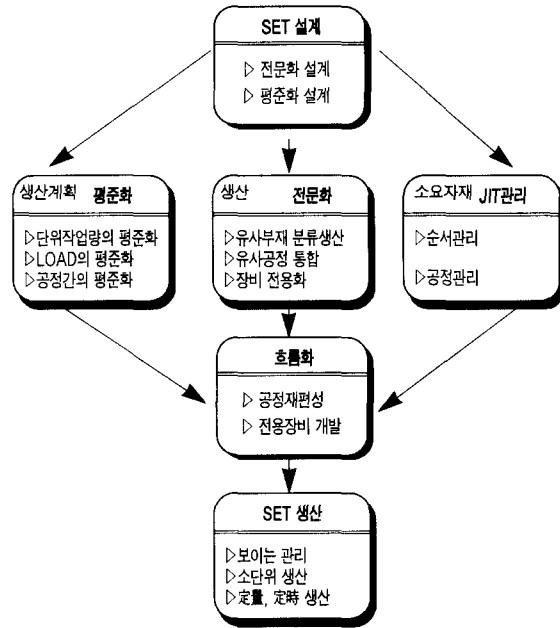 SET 설계
▷ 전문화 설계
▷ 평준화 설계
생산계획 평준화
▷단위작업량의 평준화
▷LOAD의 평준화
▷공정간의 평준화
생산 전문화
▷유사부재 분류생산
▷유사공정 통합
▷장비 전용화
소요자재 JIT관리
▷순서관리
▷공정관리
흐름화
▷ 공정재편성
▷ 전용장비 개발
SET 생산
▷보이는 관리
▷소단위 생산
▷定量, 定時 생산